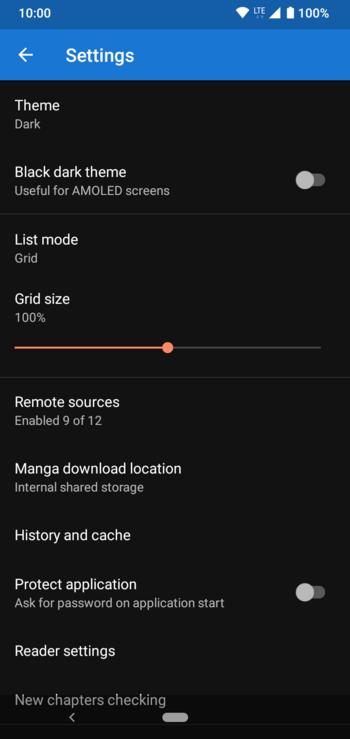 10:00
LTE
100%
Settings
Theme
Dark
Black dark theme
Useful for AMOLED screens
List mode
Grid
Grid size
100%
Remote sources
Enabled 9 of 12
Manga download location
Internal shared storage
History and cache
Protect application
Ask for password on application start
Reader settings
New chapters checking